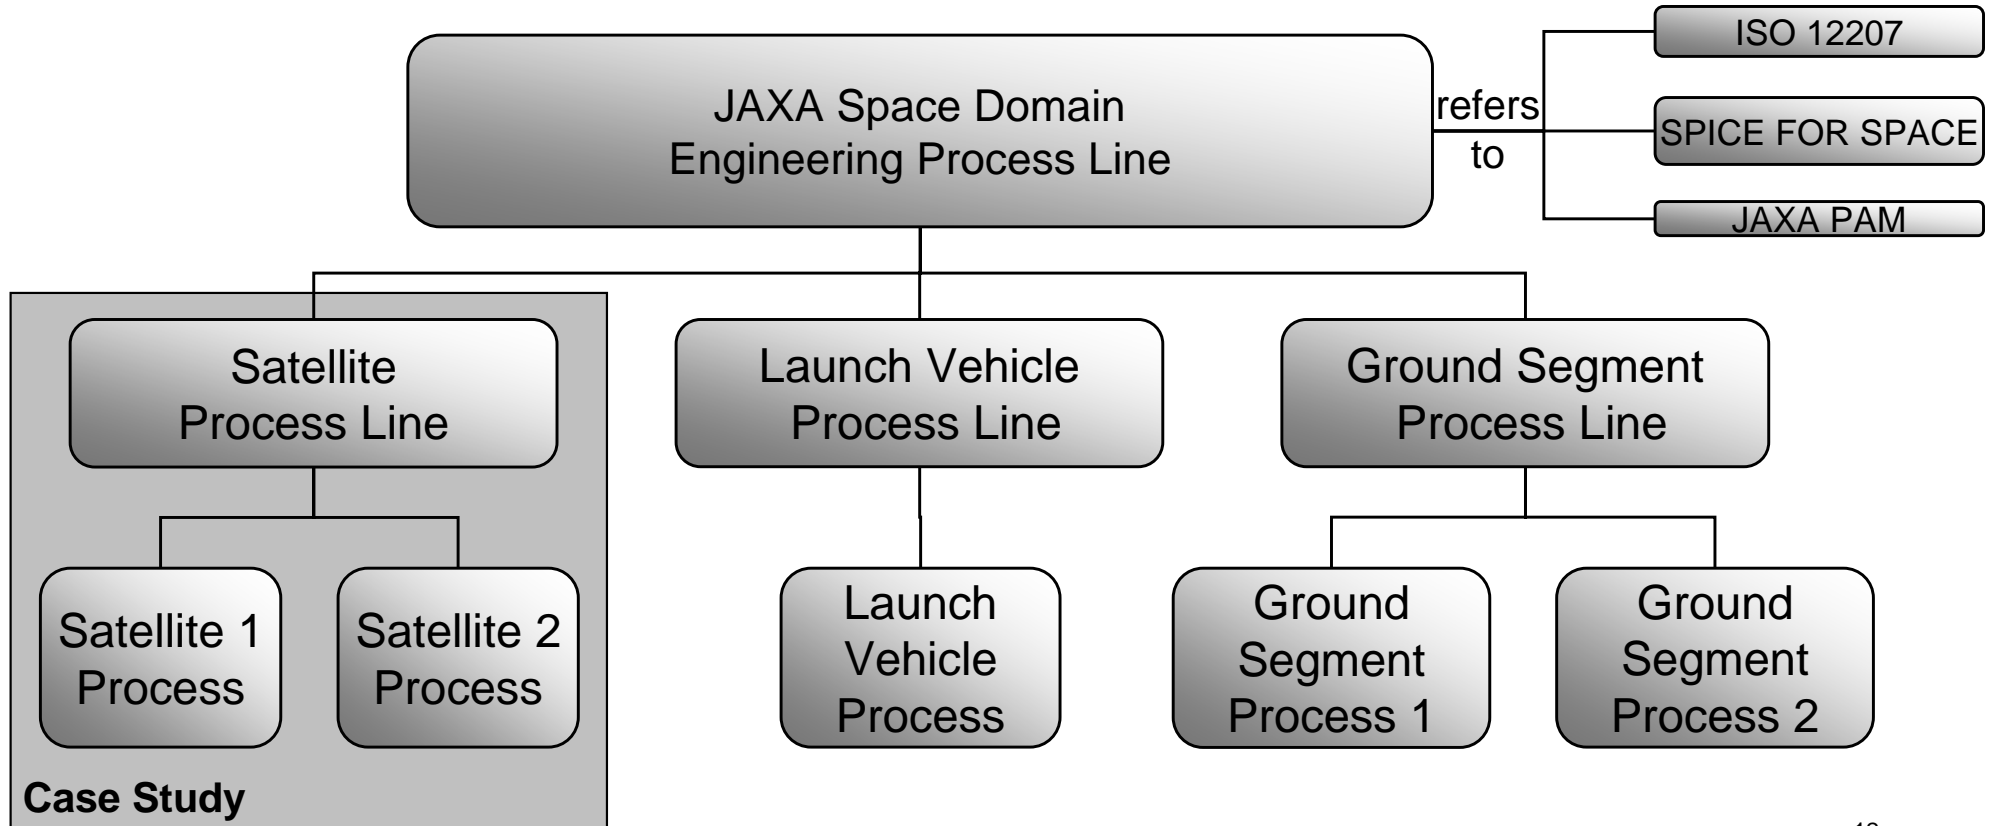 ISO 12207
JAXA Space Domain
Engineering Process Line
refers
to
SPICE FOR SPACE
JAXA PAM
Satellite
Process Line
Launch Vehicle
Process Line
Ground Segment
Process Line
Satellite 1
Process
Satellite 2
Process
Launch
Vehicle
Process
Ground
Segment
Process 1
Ground
Segment
Process 2
Case Study